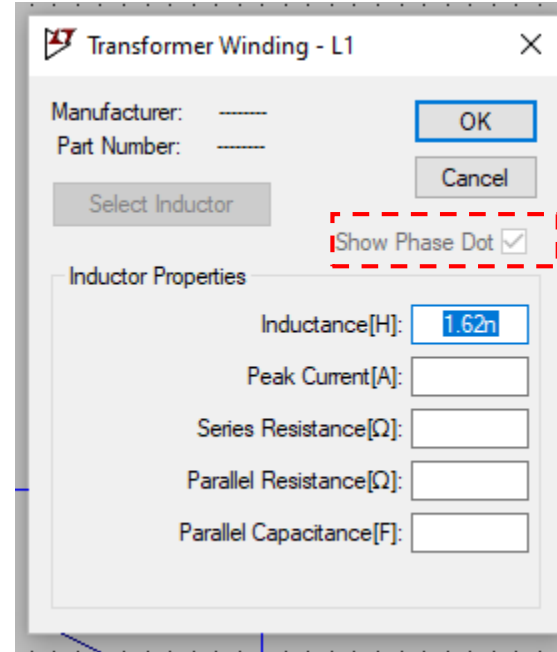 Transformer Winding - L1
Manufacturer: --------
Part Number: --------
OK
Cancel
Select Inductor
Show Phase Dot
Inductor Properties
Inductance[H]: 1.62n
Peak Current[A]:
Series Resistance[Ω]:
Parallel Resistance[Ω]:
Parallel Capacitance[F]: